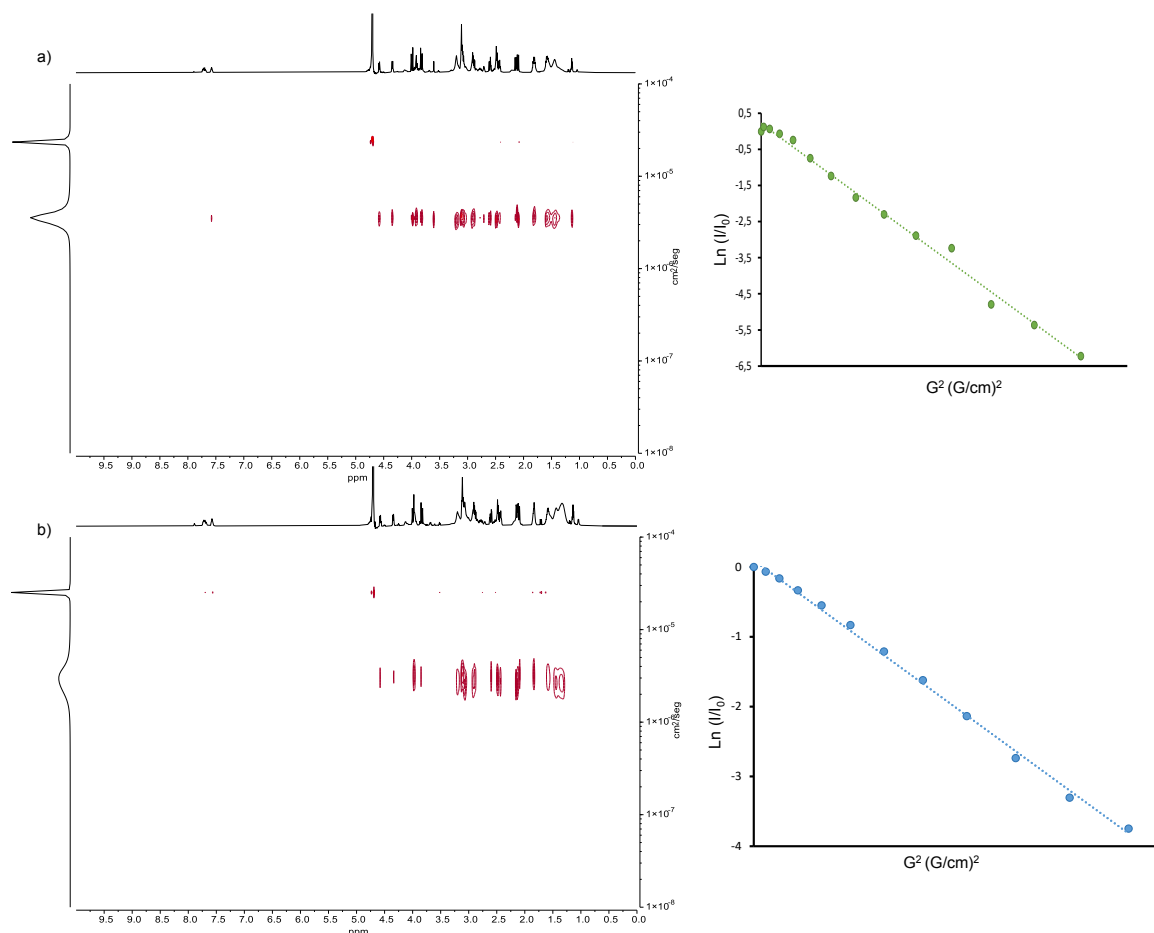 a)
1×10⁻⁴
1×10⁻⁵
1×10⁻⁶
1×10⁻⁷
1×10⁻⁸
cm2/seg
9.5 9.0 8.5 8.0 7.5 7.0 6.5 6.0 5.5 5.0 4.5 4.0 3.5 3.0 2.5 2.0 1.5 1.0 0.5 0.0
ppm
0,5
-0,5
-1,5
-2,5
-3,5
-4,5
-5,5
-6,5
Ln (I/I₀)
G² (G/cm)²
b)
1×10⁻⁴
1×10⁻⁵
1×10⁻⁶
1×10⁻⁷
1×10⁻⁸
cm2/seg
9.5 9.0 8.5 8.0 7.5 7.0 6.5 6.0 5.5 5.0 4.5 4.0 3.5 3.0 2.5 2.0 1.5 1.0 0.5 0.0
ppm
0
-1
-2
-3
-4
Ln (I/I₀)
G² (G/cm)²